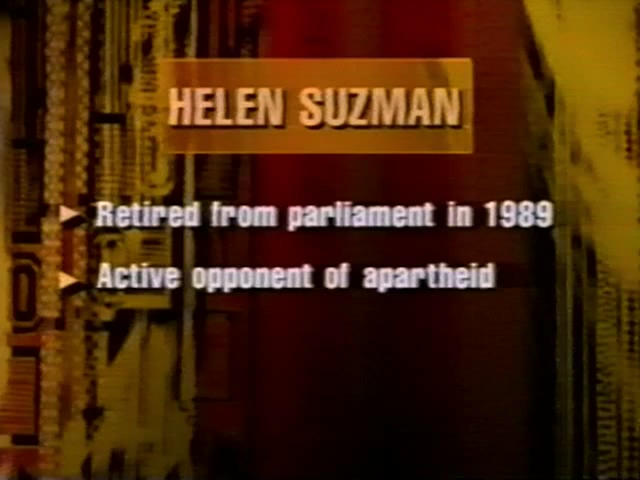 HELEN SUZMAN
Retired from parliament in 1989
Active opponent of apartheid